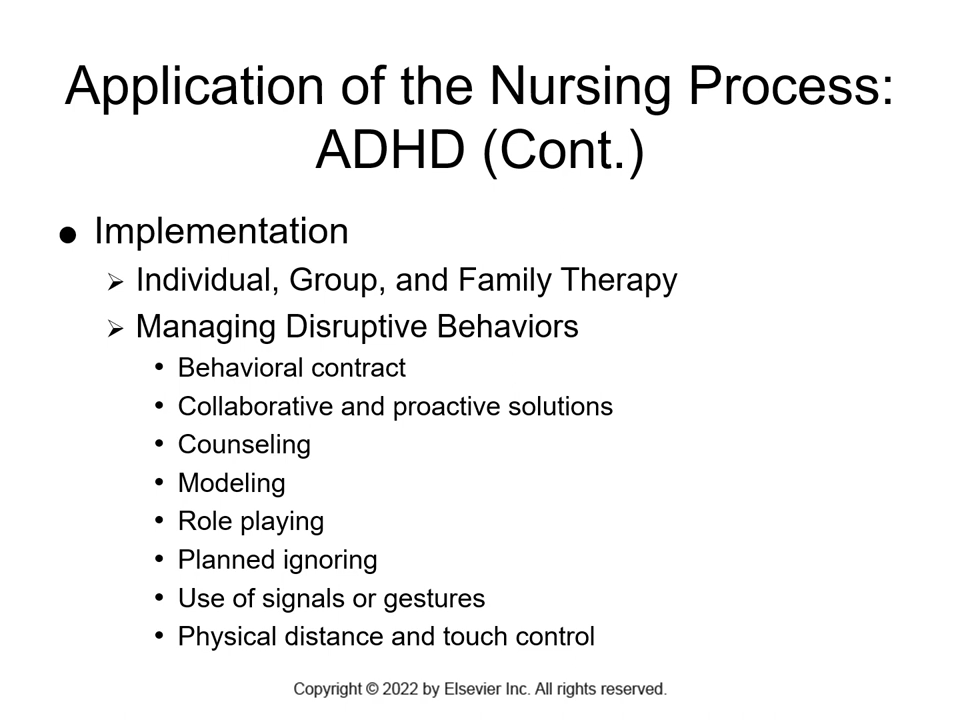 Application of the Nursing Process:
ADHD (Cont.)
● Implementation
➢ Individual, Group, and Family Therapy
➢ Managing Disruptive Behaviors
• Behavioral contract
• Collaborative and proactive solutions
• Counseling
• Modeling
• Role playing
• Planned ignoring
• Use of signals or gestures
• Physical distance and touch control
Copyright © 2022 by Elsevier Inc. All rights reserved.